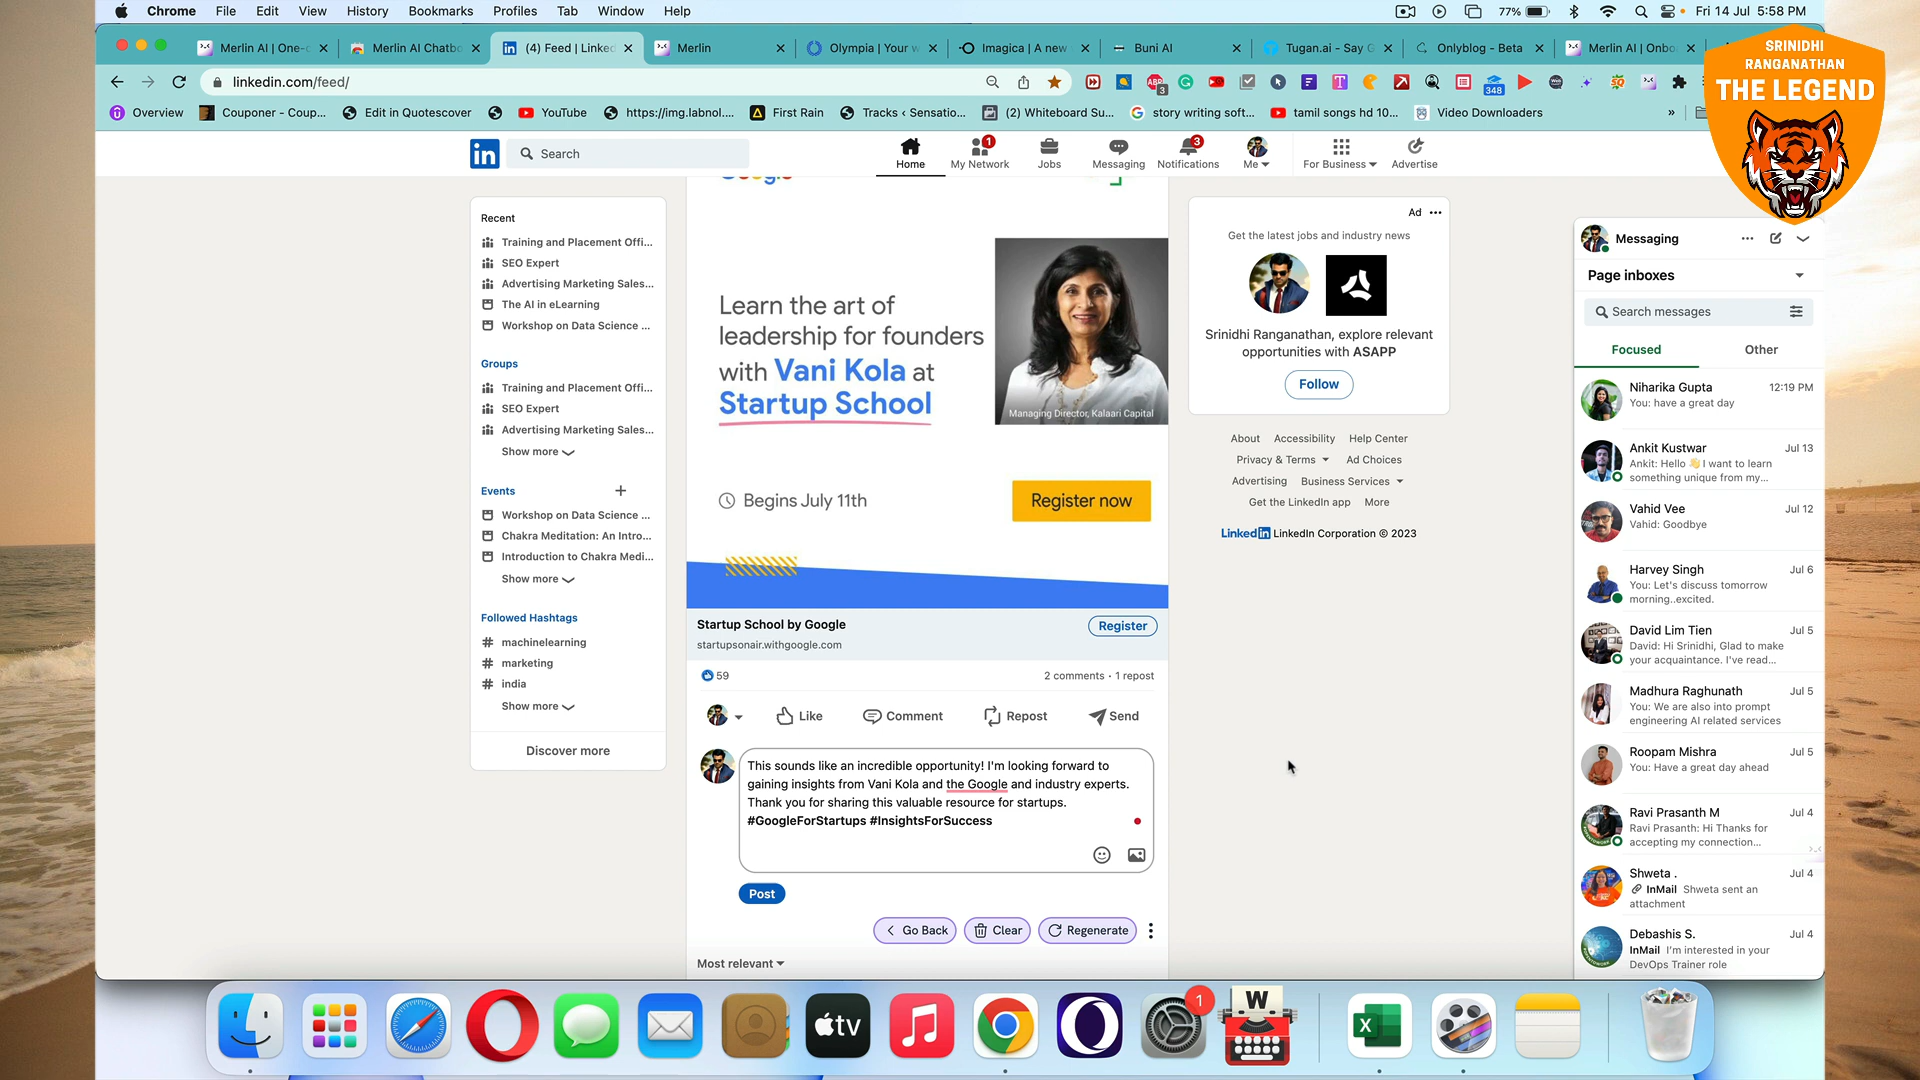 Chrome File Edit View History Bookmarks Profiles Tab Window Help
77% Fri 14 Jul 5:58 PM
Merlin AI | One-c
Merlin AI Chatbo
(4) Feed | Linked
Merlin
Olympia | Your w
Imagica | A new
Buni AI
Tugan.ai - Say G
Onlyblog - Beta
Merlin AI | Onbo
linkedin.com/feed/
348
Overview
Couponer - Coup...
Edit in Quotescover
YouTube
https://img.labnol....
First Rain
Tracks ‹ Sensatio...
(2) Whiteboard Su...
story writing soft...
tamil songs hd 10...
Video Downloaders
»
SRINIDHI
RANGANATHAN
THE LEGEND
in
Search
Home
1
My Network
Jobs
Messaging
3
Notifications
Me
For Business
Advertise
Recent
Training and Placement Offi...
SEO Expert
Advertising Marketing Sales...
The AI in eLearning
Workshop on Data Science ...
Groups
Training and Placement Offi...
SEO Expert
Advertising Marketing Sales...
Show more
Events
Workshop on Data Science ...
Chakra Meditation: An Intro...
Introduction to Chakra Medi...
Show more
Followed Hashtags
# machinelearning
# marketing
# india
Show more
Discover more
Learn the art of
leadership for founders
with Vani Kola at
Startup School
Managing Director, Kalaari Capital
Begins July 11th
Register now
Startup School by Google
startupsonair.withgoogle.com
Register
59
2 comments • 1 repost
Like
Comment
Repost
Send
This sounds like an incredible opportunity! I'm looking forward to
gaining insights from Vani Kola and the Google and industry experts.
Thank you for sharing this valuable resource for startups.
#GoogleForStartups #InsightsForSuccess
Post
Go Back
Clear
Regenerate
Most relevant
Ad
Get the latest jobs and industry news
Srinidhi Ranganathan, explore relevant
opportunities with ASAPP
Follow
About Accessibility Help Center
Privacy & Terms Ad Choices
Advertising Business Services
Get the LinkedIn app More
LinkedIn LinkedIn Corporation © 2023
Messaging
Page inboxes
Search messages
Focused
Other
Niharika Gupta 12:19 PM
You: have a great day
Ankit Kustwar Jul 13
Ankit: Hello 👋 I want to learn
something unique from my...
Vahid Vee Jul 12
Vahid: Goodbye
Harvey Singh Jul 6
You: Let's discuss tomorrow
morning..excited.
David Lim Tien Jul 5
David: Hi Srinidhi, Glad to make
your acquaintance. I've read...
Madhura Raghunath Jul 5
You: We are also into prompt
engineering AI related services
Roopam Mishra Jul 5
You: Have a great day ahead
Ravi Prasanth M Jul 4
Ravi Prasanth: Hi Thanks for
accepting my connection...
Shweta . Jul 4
InMail Shweta sent an
attachment
Debashis S. Jul 4
InMail I'm interested in your
DevOps Trainer role
tv
1
W
X